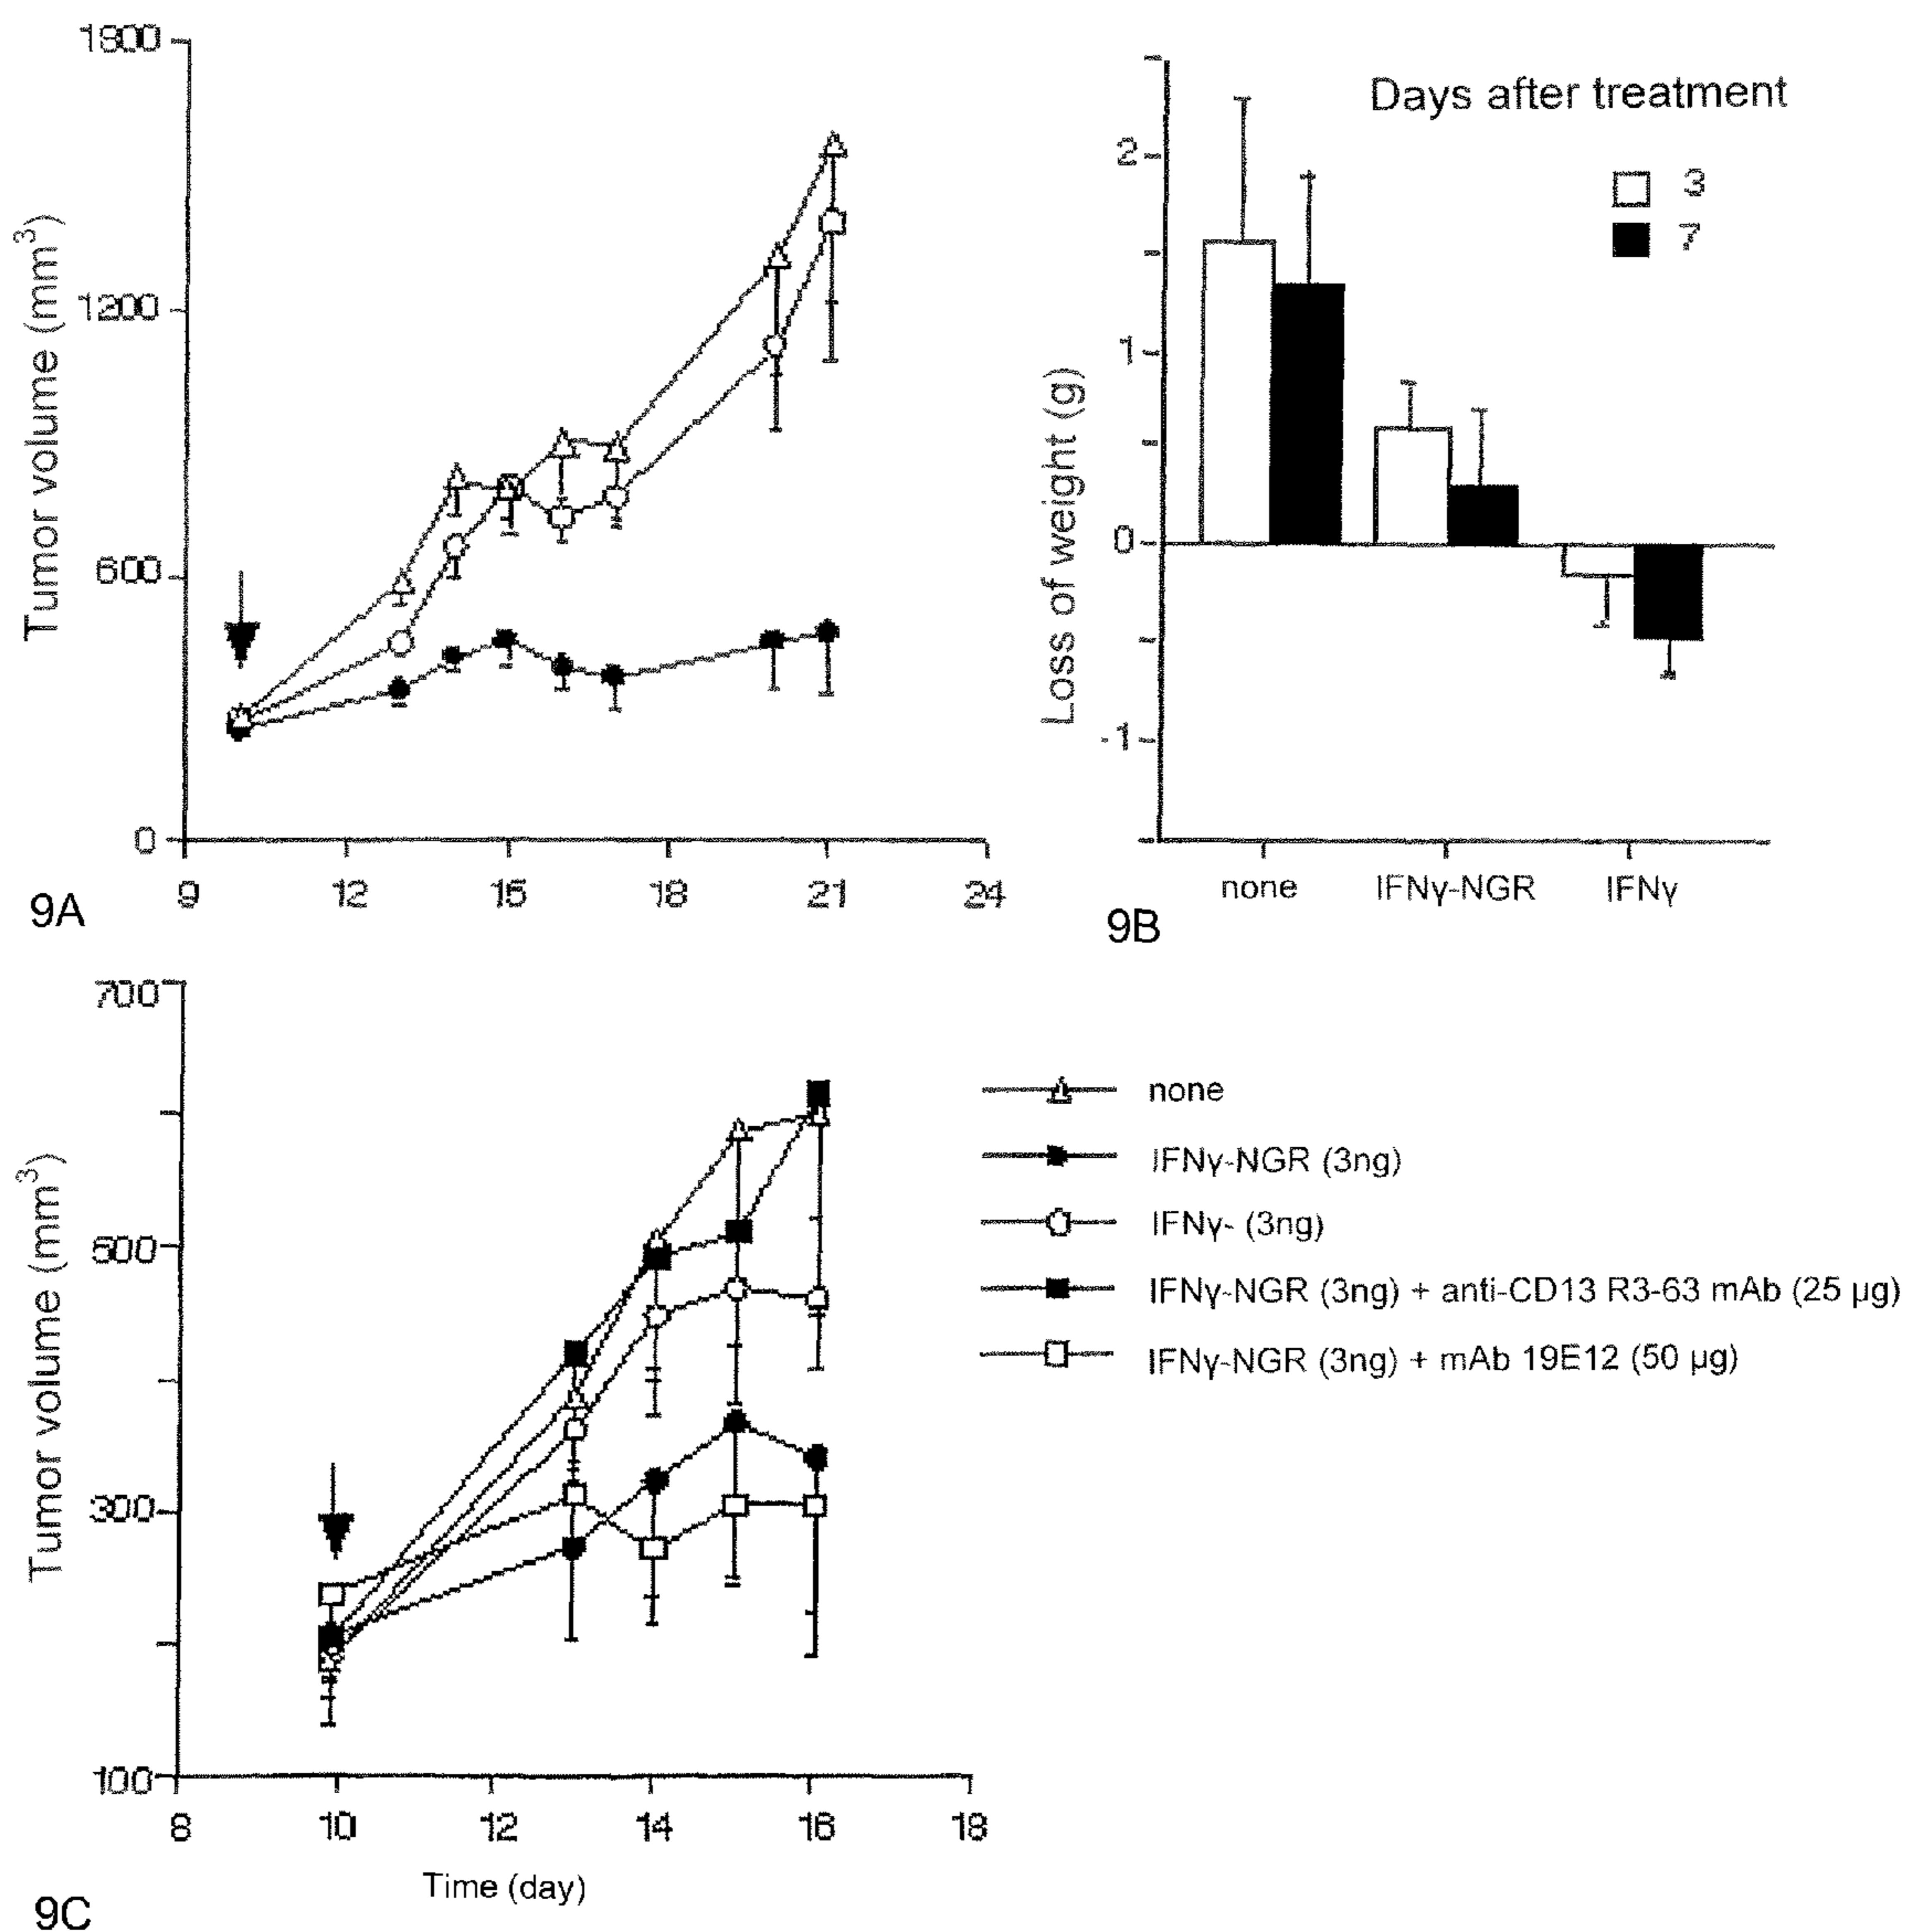 1800
1200
600
0
9 12 15 18 21 24
Tumor volume (mm³)
9A
Days after treatment
3
7
2
1
0
-1
Loss of weight (g)
none IFNγ-NGR IFNγ
9B
700
500
300
100
8 10 12 14 16 18
Tumor volume (mm³)
Time (day)
9C
none
IFNγ-NGR (3ng)
IFNγ- (3ng)
IFNγ-NGR (3ng) + anti-CD13 R3-63 mAb (25 µg)
IFNγ-NGR (3ng) + mAb 19E12 (50 µg)